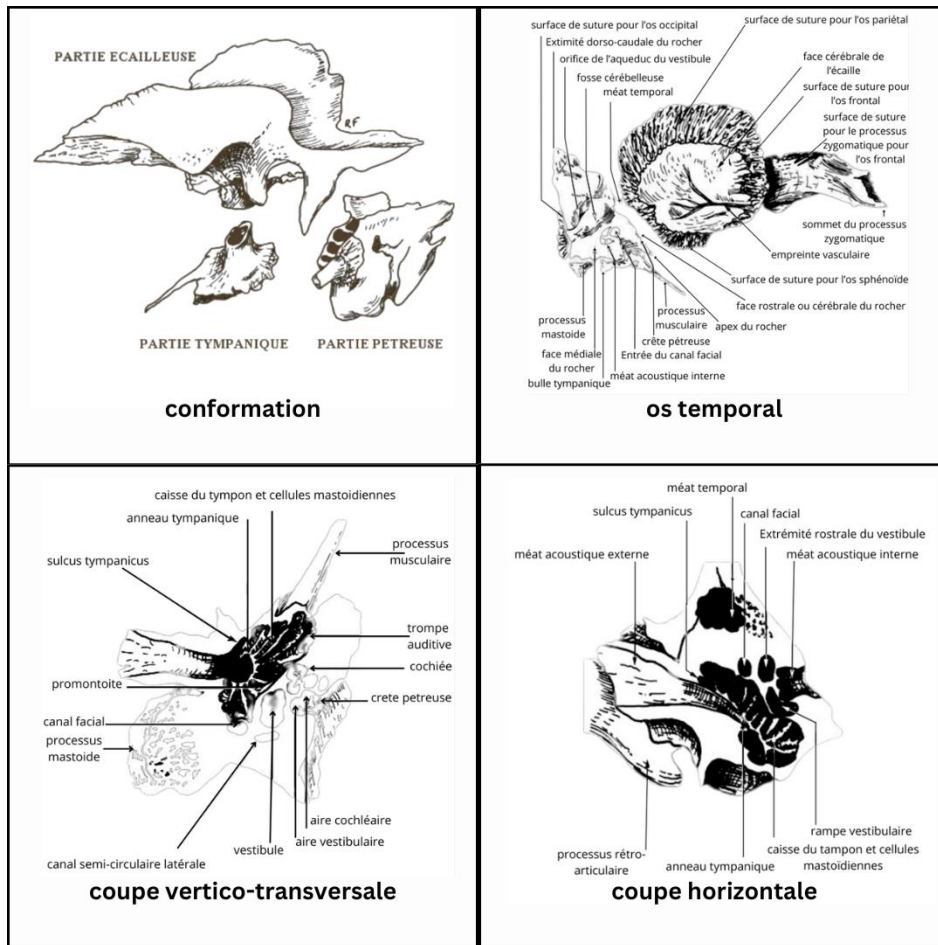 PARTIE ECAILLEUSE
RF
PARTIE TYMPANIQUE
PARTIE PETREUSE
conformation
surface de suture pour l'os occipital
Extimité dorso-caudale du rocher
orifice de l'aqueduc du vestibule
fosse cérébelleuse
méat temporal
surface de suture pour l'os pariétal
face cérébrale de
l'écaille
surface de suture pour
l'os frontal
surface de suture
pour le processus
zygomatique pour
l'os frontal
sommet du processus
zygomatique
empreinte vasculaire
surface de suture pour l'os sphénoïde
face rostrale ou cérébrale du rocher
apex du rocher
processus
musculaire
crête pétreuse
Entrée du canal facial
méat acoustique interne
processus
mastoide
face médiale
du rocher
bulle tympanique
os temporal
caisse du tympon et cellules mastoidiennes
anneau tympanique
sulcus tympanicus
processus
musculaire
trompe
auditive
cochiée
crete petreuse
promontoite
canal facial
processus
mastoide
aire cochléaire
aire vestibulaire
vestibule
canal semi-circulaire latérale
coupe vertico-transversale
méat temporal
sulcus tympanicus
canal facial
Extrémité rostrale du vestibule
méat acoustique externe
méat acoustique interne
rampe vestibulaire
processus rétro-
articulaire
anneau tympanique
caisse du tampon et cellules
mastoïdiennes
coupe horizontale